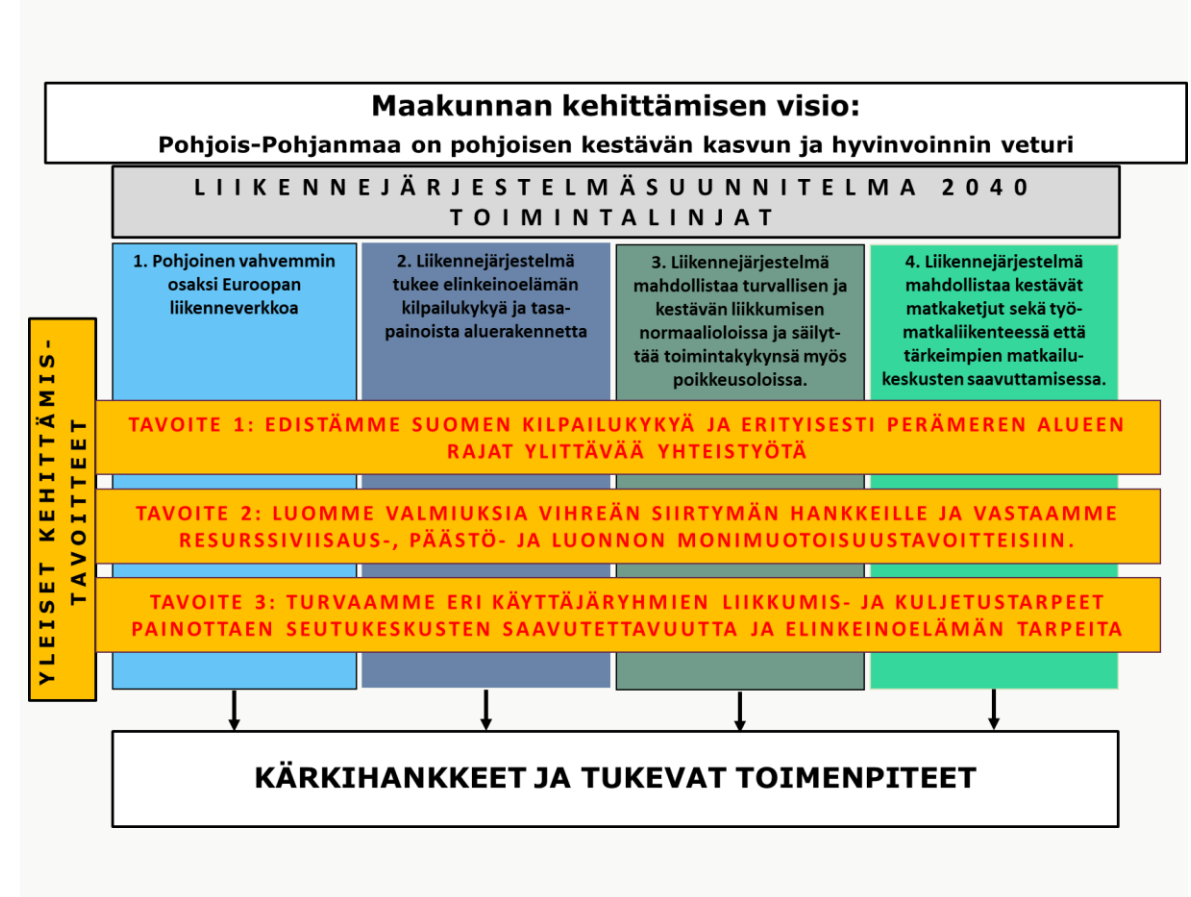 Maakunnan kehittämisen visio:
Pohjois-Pohjanmaa on pohjoisen kestävän kasvun ja hyvinvoinnin veturi
LIIKENNEJÄRJESTELMÄSUUNNITELMA 2040
TOIMINTALINJAT
1. Pohjoinen vahvemmin
osaksi Euroopan
liikenneverkkoa
2. Liikennejärjestelmä
tukee elinkeinoelämän
kilpailukykyä ja tasa-
painoista aluerakennetta
3. Liikennejärjestelmä
mahdollistaa turvallisen ja
kestävän liikkumisen
normaalioloissa ja säilyt-
tää toimintakykynsä myös
poikkeusoloissa.
4. Liikennejärjestelmä
mahdollistaa kestävät
matkaketjut sekä työ-
matkaliikenteessä että
tärkeimpien matkailu-
keskusten saavuttamisessa.
YLEISET KEHITTÄMIS-
TAVOITTEET
TAVOITE 1: EDISTÄMME SUOMEN KILPAILUKYKYÄ JA ERITYISESTI PERÄMEREN ALUEEN
RAJAT YLITTÄVÄÄ YHTEISTYÖTÄ
TAVOITE 2: LUOMME VALMIUKSIA VIHREÄN SIIRTYMÄN HANKKEILLE JA VASTAAMME
RESURSSIVIISAUS-, PÄÄSTÖ- JA LUONNON MONIMUOTOISUUSTAVOITTEISIIN.
TAVOITE 3: TURVAAMME ERI KÄYTTÄJÄRYHMIEN LIIKKUMIS- JA KULJETUSTARPEET
PAINOTTAEN SEUTUKESKUSTEN SAAVUTETTAVUUTTA JA ELINKEINOELÄMÄN TARPEITA
KÄRKIHANKKEET JA TUKEVAT TOIMENPITEET